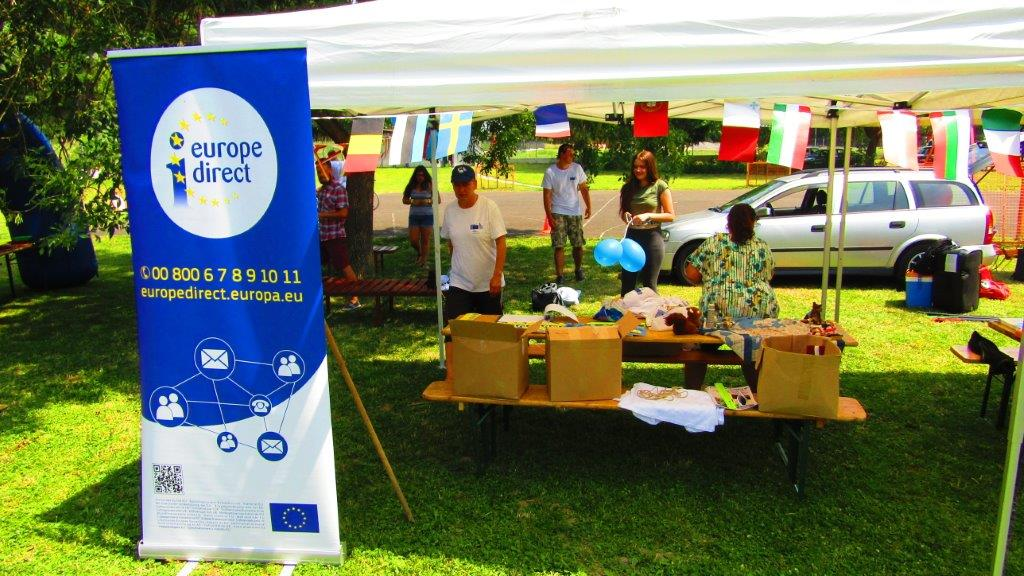 europe
direct
00 800 6 7 8 9 10 11
europedirect.europa.eu